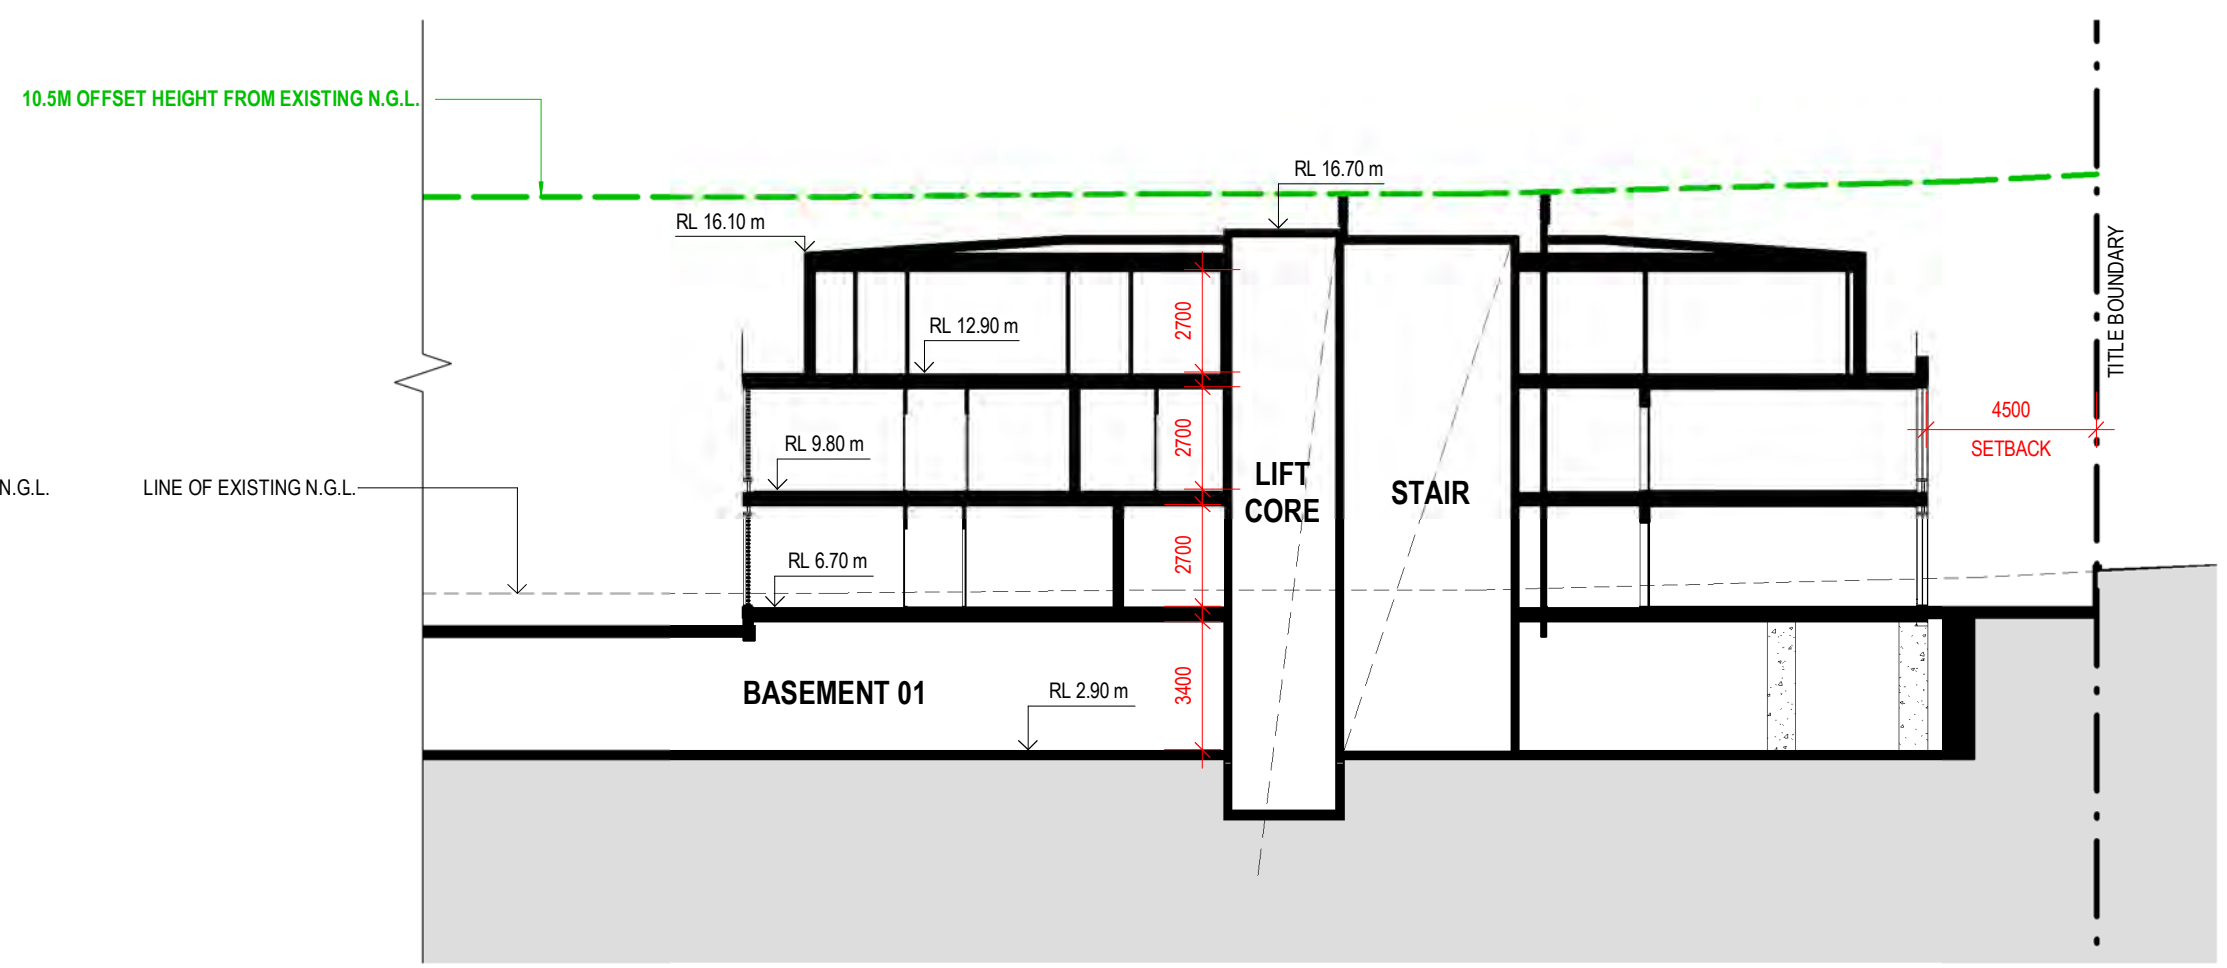 10.5M OFFSET HEIGHT FROM EXISTING N.G.L.
RL 16.70 m
RL 16.10 m
TITLE BOUNDARY
2700
RL 12.90 m
4500
SETBACK
2700
RL 9.80 m
LIFT
CORE
STAIR
N.G.L.
LINE OF EXISTING N.G.L.
2700
RL 6.70 m
3400
BASEMENT 01
RL 2.90 m